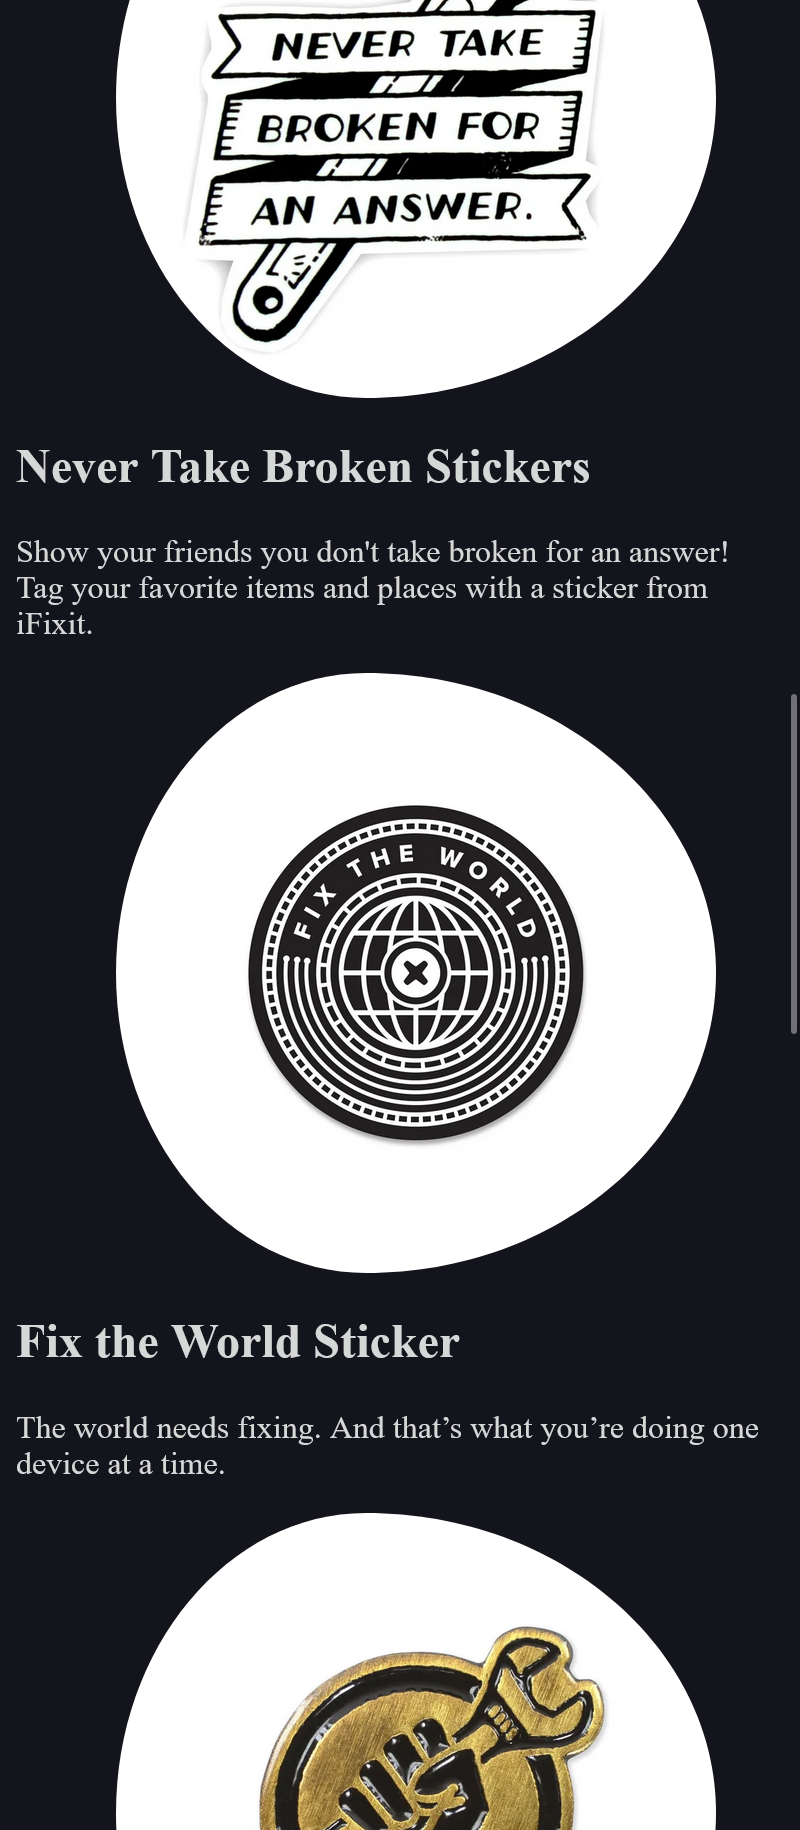 NEVER TAKE
BROKEN FOR
AN ANSWER.
Never Take Broken Stickers
Show your friends you don't take broken for an answer!
Tag your favorite items and places with a sticker from
iFixit.
FIX THE WORLD
Fix the World Sticker
The world needs fixing. And that’s what you’re doing one
device at a time.